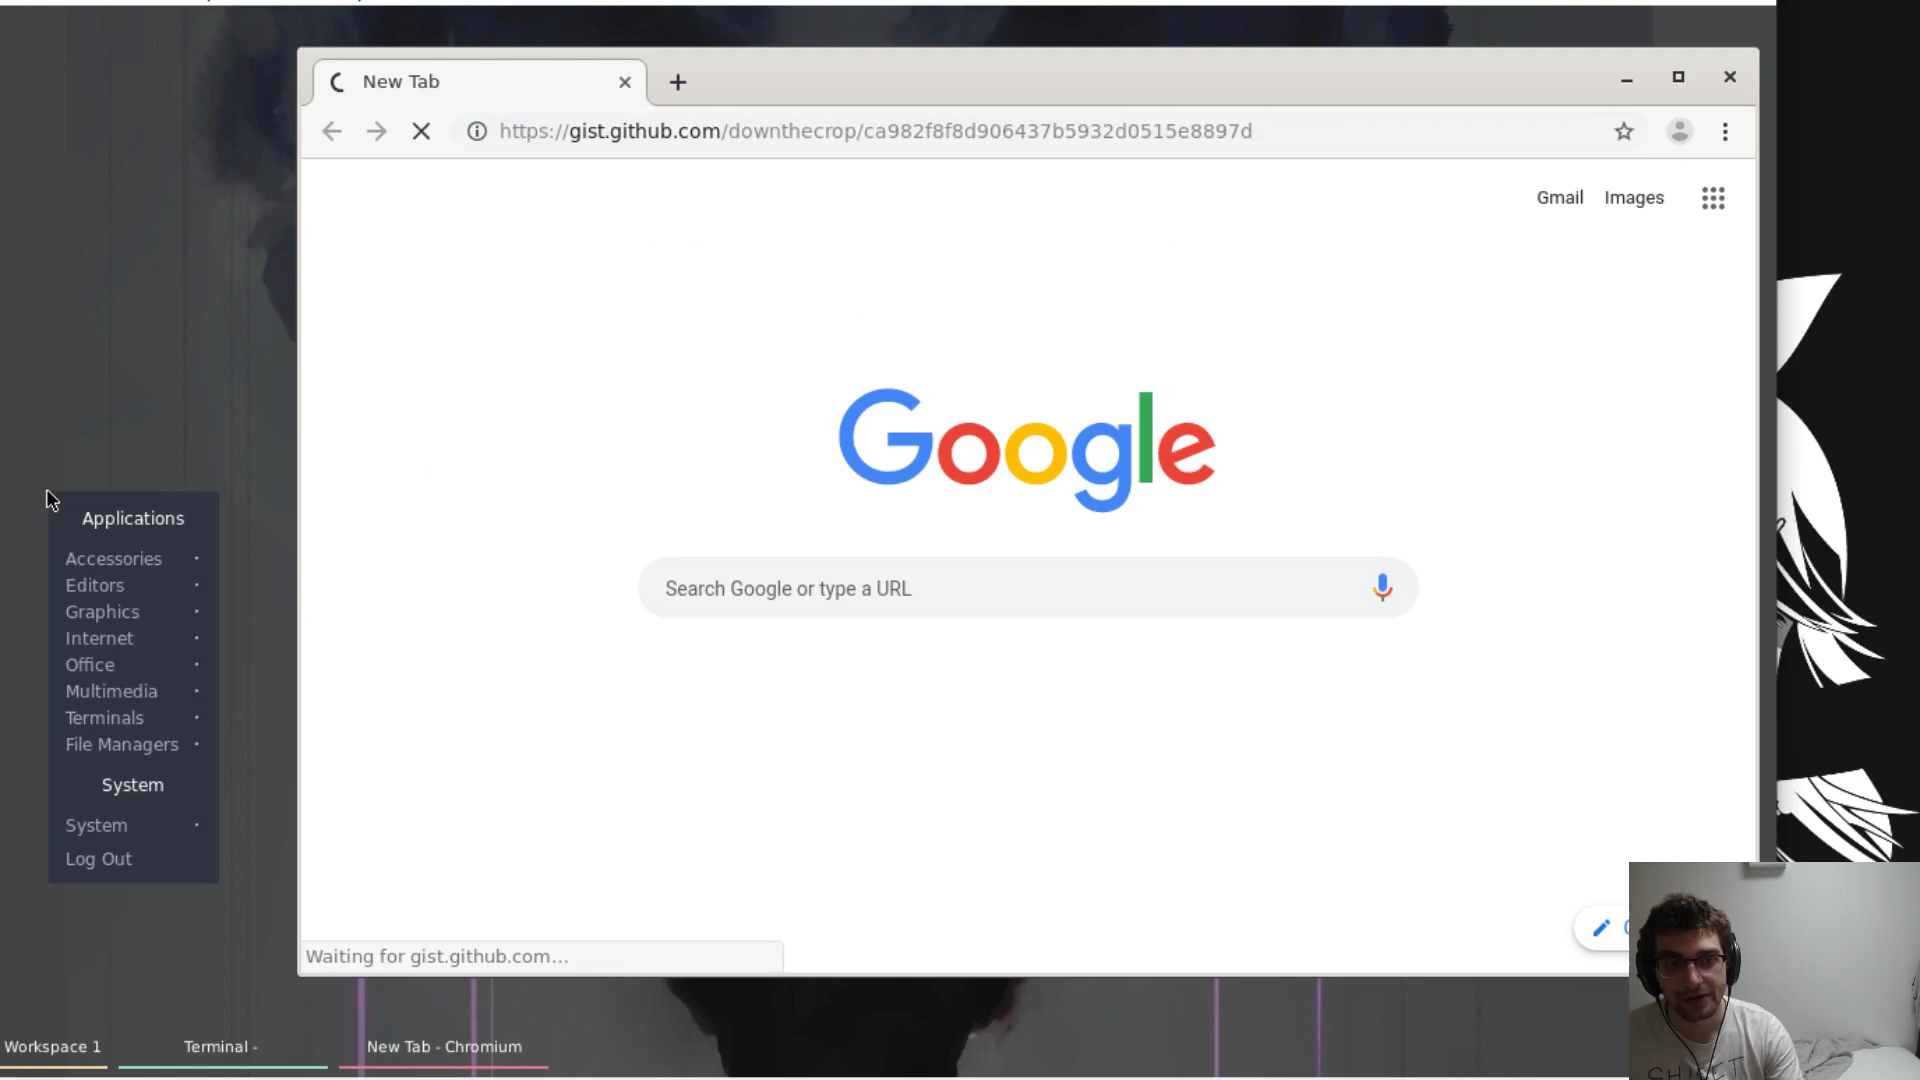 New Tab
https://gist.github.com/downthecrop/ca982f8f8d906437b5932d0515e8897d
Gmail Images
Google
Search Google or type a URL
Applications
Accessories
Editors
Graphics
Internet
Office
Multimedia
Terminals
File Managers
System
System
Log Out
Waiting for gist.github.com...
Workspace 1 Terminal - New Tab - Chromium